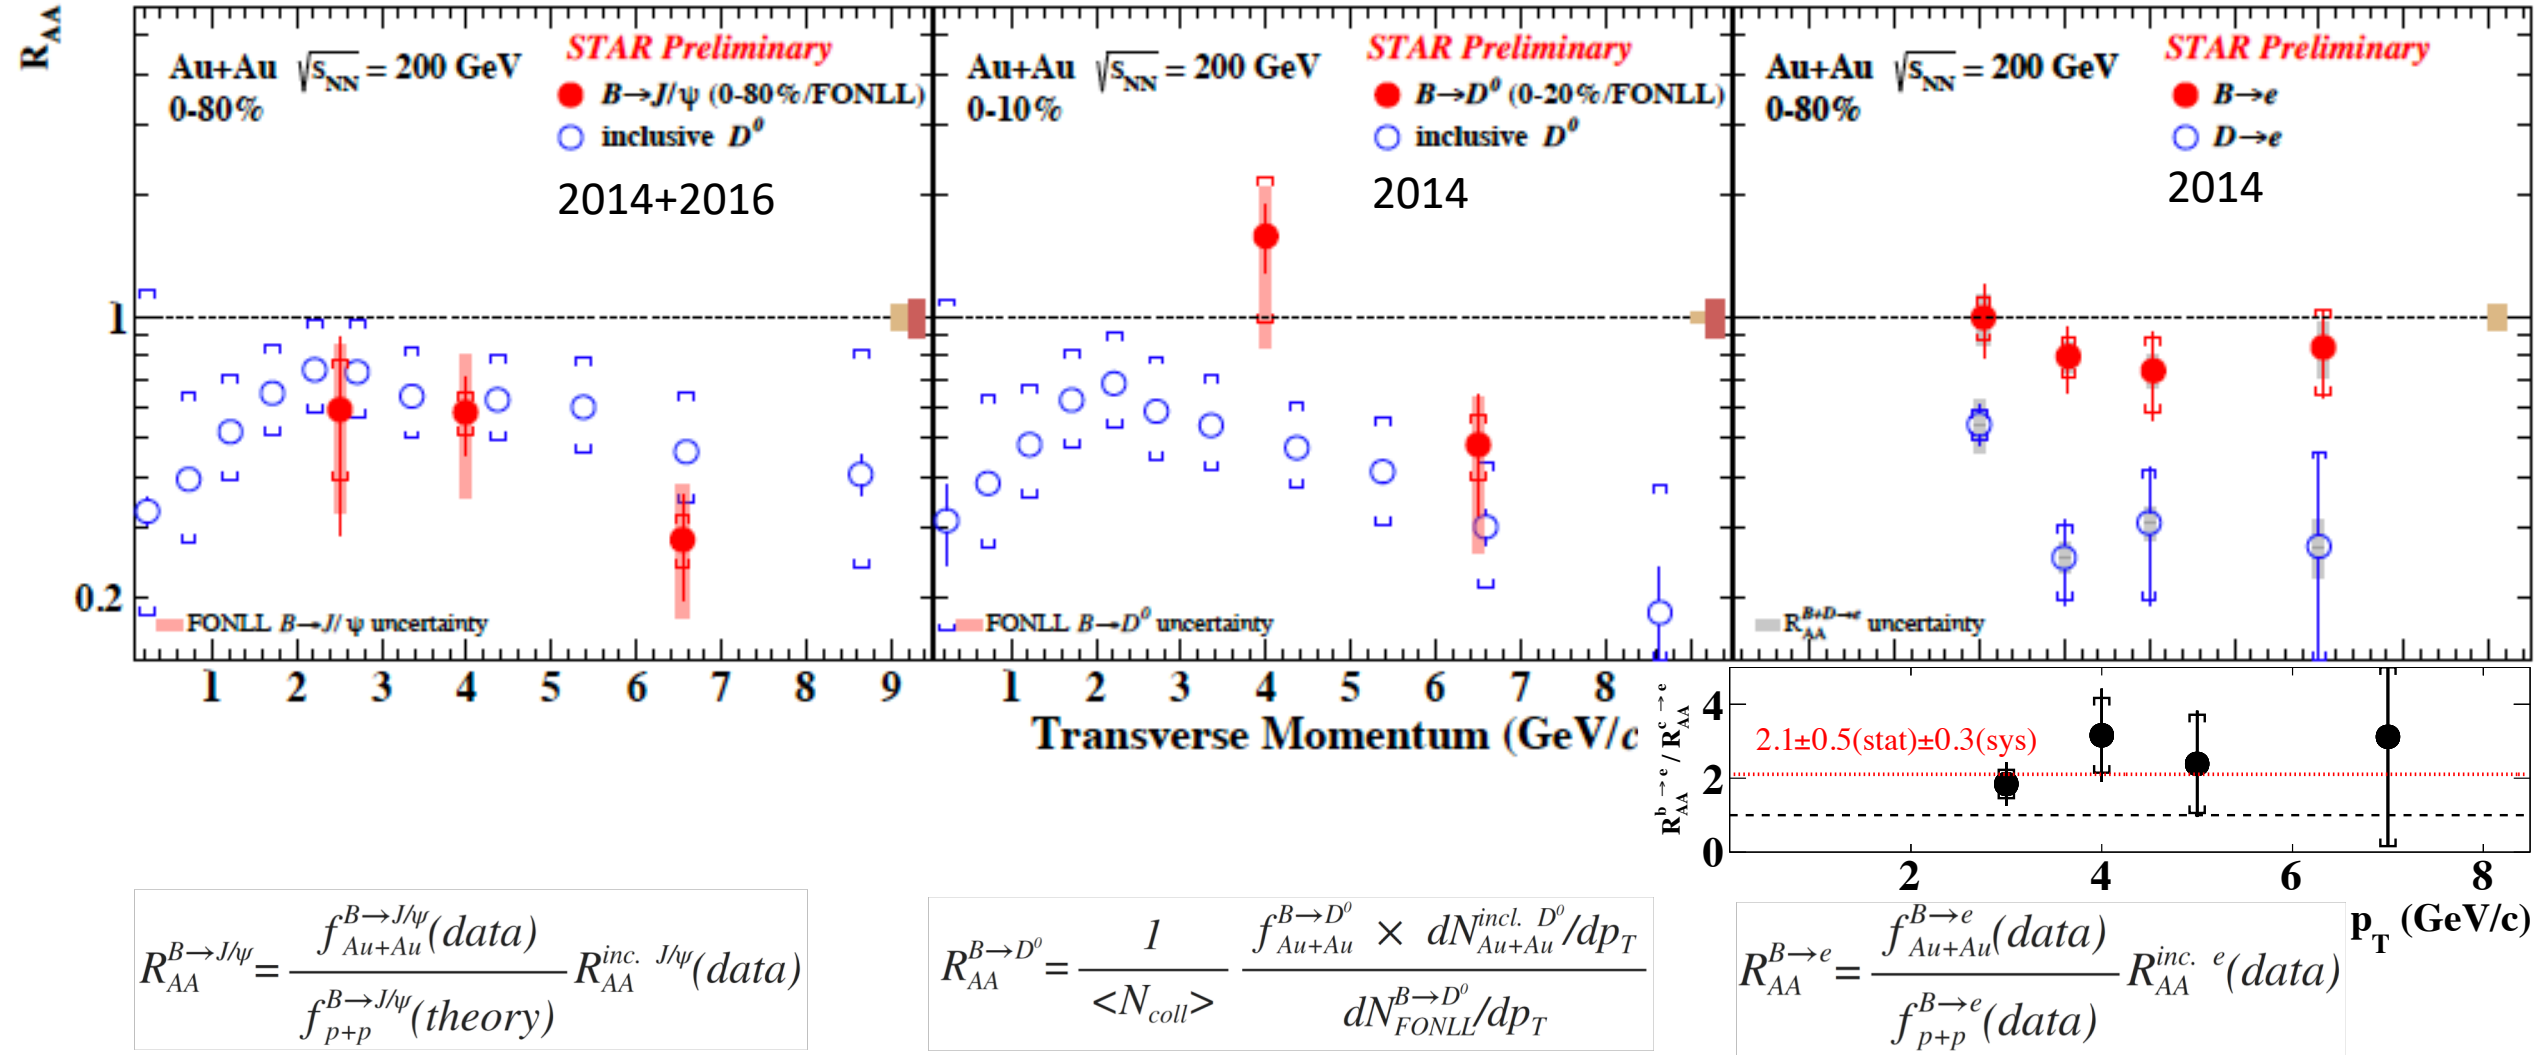 R_AA
Au+Au √s_NN = 200 GeV
0-80%
STAR Preliminary
B→J/ψ (0-80%/FONLL)
inclusive D⁰
2014+2016
FONLL B→J/ψ uncertainty
Au+Au √s_NN = 200 GeV
0-10%
STAR Preliminary
B→D⁰ (0-20%/FONLL)
inclusive D⁰
2014
FONLL B→D⁰ uncertainty
Au+Au √s_NN = 200 GeV
0-80%
STAR Preliminary
B→e
D→e
2014
R_AA^{B+D→e} uncertainty
1
0.2
1 2 3 4 5 6 7 8 9
1 2 3 4 5 6 7 8
Transverse Momentum (GeV/c
R_AA^{b→e} / R_AA^{c→e}
4
2
0
2.1±0.5(stat)±0.3(sys)
2 4 6 8
p_T (GeV/c)
R_AA^{B→J/ψ} = f_{Au+Au}^{B→J/ψ}(data) / f_{p+p}^{B→J/ψ}(theory) R_AA^{inc. J/ψ}(data)
R_AA^{B→D⁰} = 1 / <N_coll> f_{Au+Au}^{B→D⁰} × dN_{Au+Au}^{incl. D⁰}/dp_T / dN_{FONLL}^{B→D⁰}/dp_T
R_AA^{B→e} = f_{Au+Au}^{B→e}(data) / f_{p+p}^{B→e}(data) R_AA^{inc. e}(data)